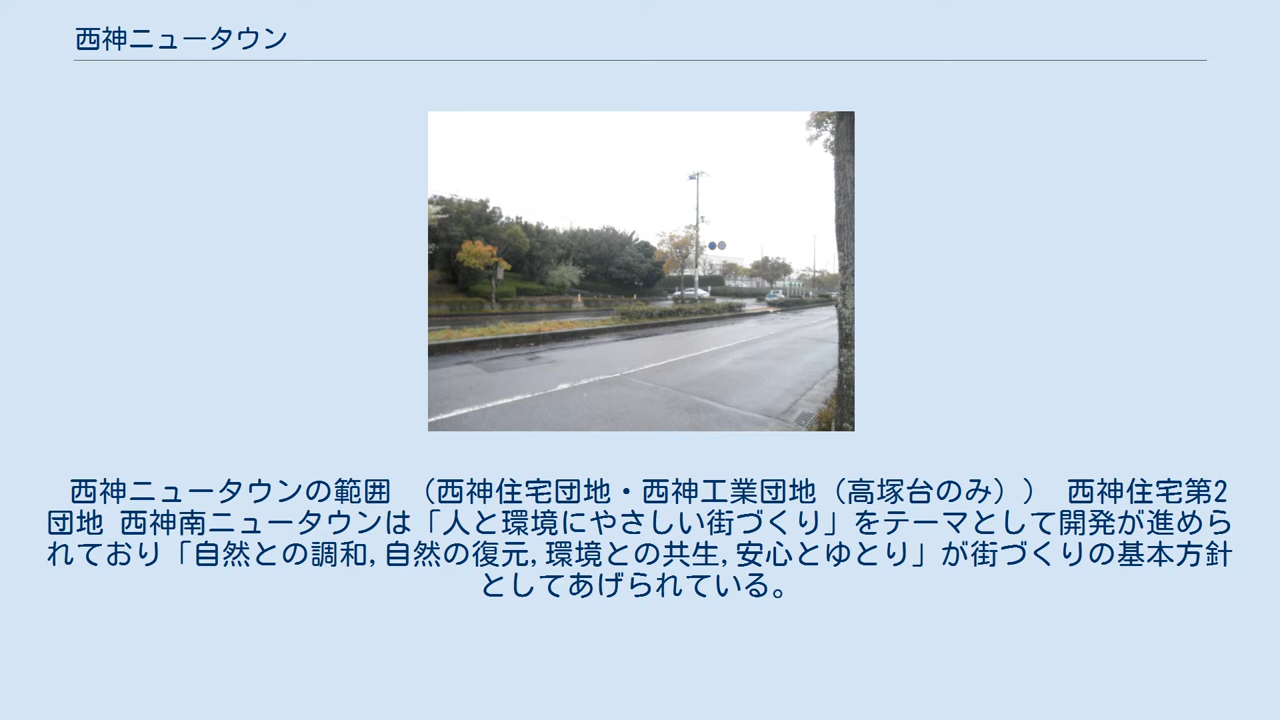 西神ニュータウン
西神ニュータウンの範囲 （西神住宅団地・西神工業団地（高塚台のみ）） 西神住宅第2
団地 西神南ニュータウンは「人と環境にやさしい街づくり」をテーマとして開発が進めら
れており「自然との調和,自然の復元,環境との共生,安心とゆとり」が街づくりの基本方針
としてあげられている。